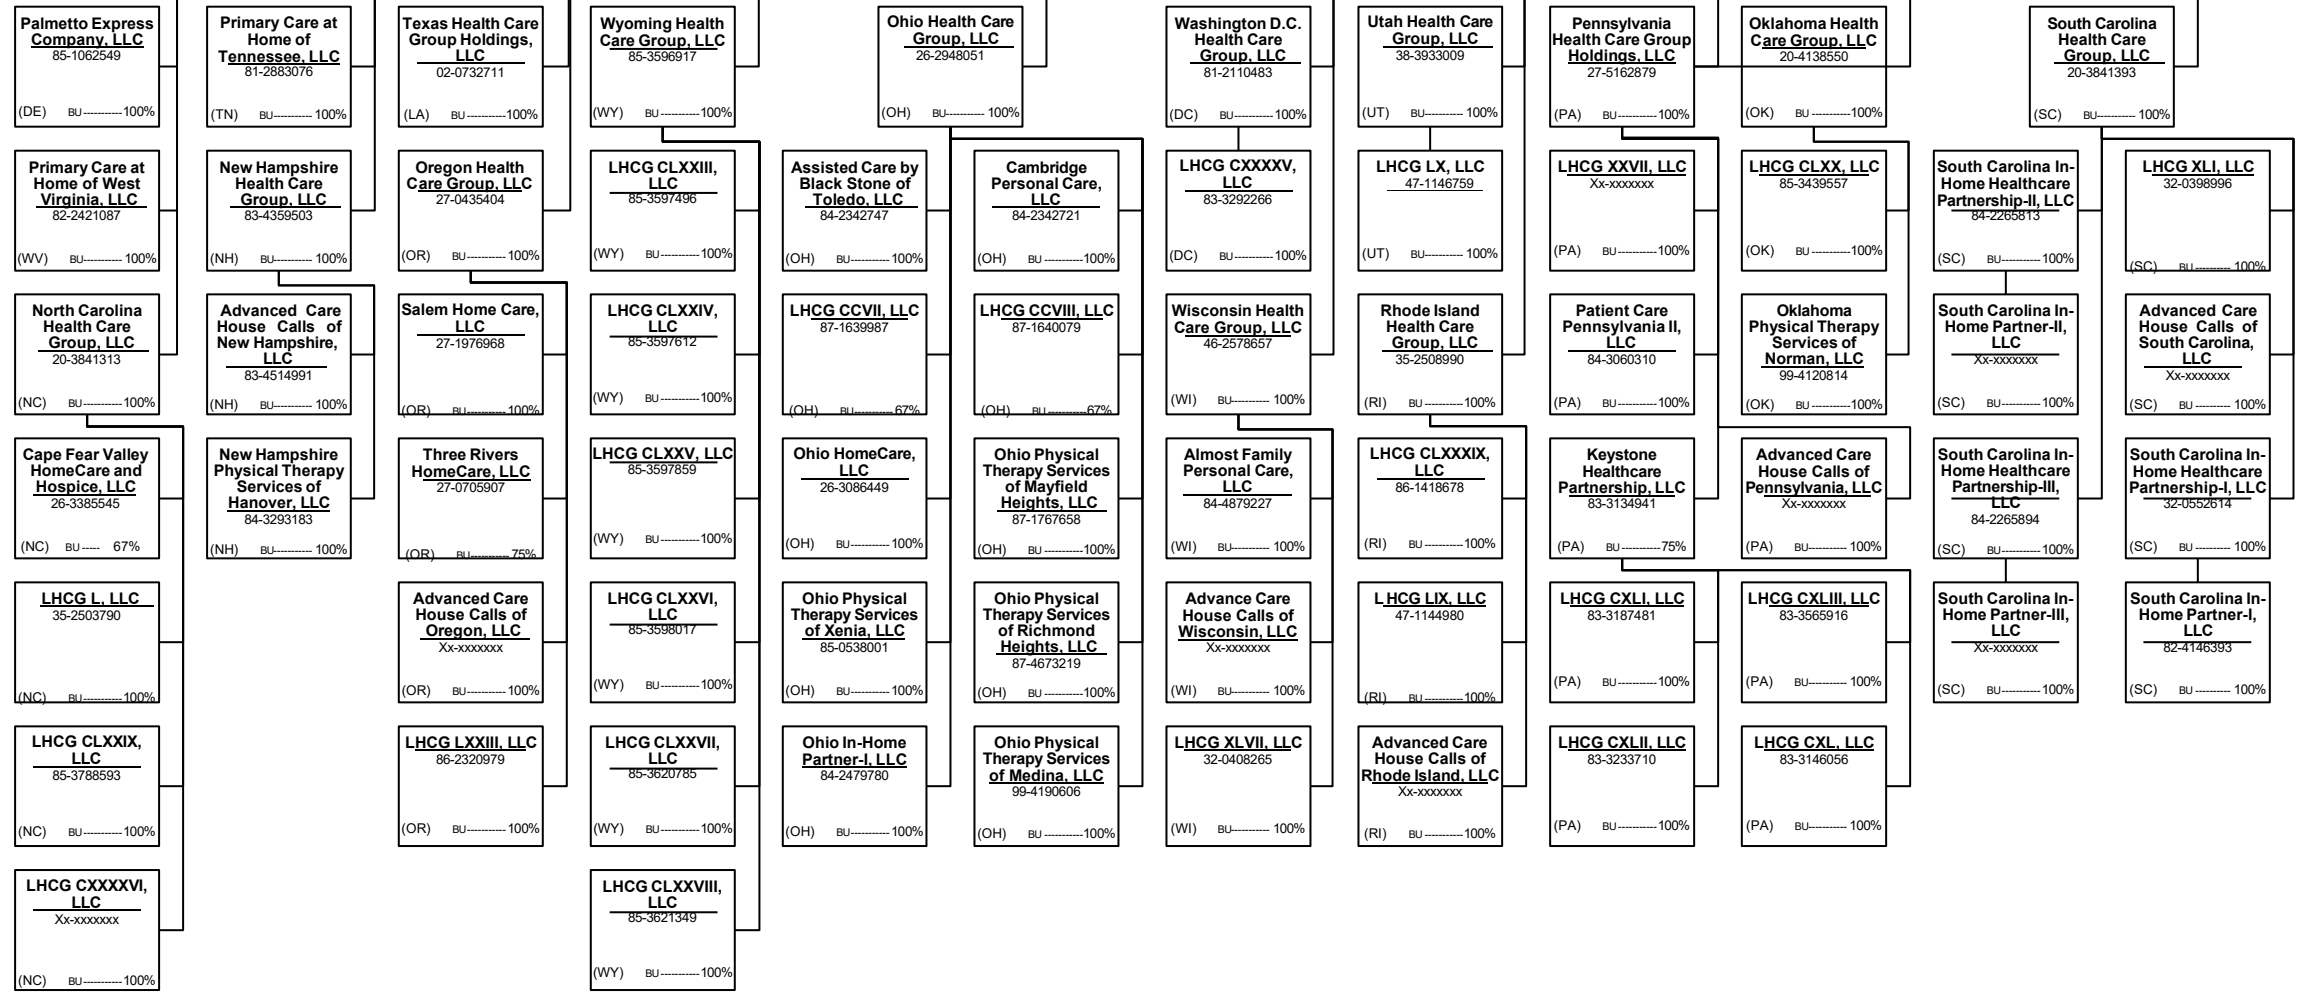 Palmetto Express
Company, LLC
85-1062549
(DE) BU----------- 100%
Primary Care at
Home of
Tennessee, LLC
81-2883076
(TN) BU----------- 100%
Texas Health Care
Group Holdings,
LLC
02-0732711
(LA) BU----------- 100%
Wyoming Health
Care Group, LLC
85-3596917
(WY) BU----------- 100%
Ohio Health Care
Group, LLC
26-2948051
(OH) BU----------- 100%
Washington D.C.
Health Care
Group, LLC
81-2110483
(DC) BU----------- 100%
Utah Health Care
Group, LLC
38-3933009
(UT) BU----------- 100%
Pennsylvania
Health Care Group
Holdings, LLC
27-5162879
(PA) BU----------- 100%
Oklahoma Health
Care Group, LLC
20-4138550
(OK) BU----------- 100%
South Carolina
Health Care
Group, LLC
20-3841393
(SC) BU----------- 100%
Primary Care at
Home of West
Virginia, LLC
82-2421087
(WV) BU----------- 100%
New Hampshire
Health Care
Group, LLC
83-4359503
(NH) BU----------- 100%
Oregon Health
Care Group, LLC
27-0435404
(OR) BU----------- 100%
LHCG CLXXIII,
LLC
85-3597496
(WY) BU----------- 100%
Assisted Care by
Black Stone of
Toledo, LLC
84-2342747
(OH) BU----------- 100%
Cambridge
Personal Care,
LLC
84-2342721
(OH) BU----------- 100%
LHCG CXXXXV,
LLC
83-3292266
(DC) BU----------- 100%
LHCG LX, LLC
47-1146759
(UT) BU----------- 100%
LHCG XXVII, LLC
Xx-xxxxxxx
(PA) BU----------- 100%
LHCG CLXX, LLC
85-3439557
(OK) BU----------- 100%
South Carolina In-
Home Healthcare
Partnership-II, LLC
84-2265813
(SC) BU----------- 100%
LHCG XLI, LLC
32-0398996
(SC) BU----------- 100%
North Carolina
Health Care
Group, LLC
20-3841313
(NC) BU----------- 100%
Advanced Care
House Calls of
New Hampshire,
LLC
83-4514991
(NH) BU----------- 100%
Salem Home Care,
LLC
27-1976968
(OR) BU----------- 100%
LHCG CLXXIV,
LLC
85-3597612
(WY) BU----------- 100%
LHCG CCVII, LLC
87-1639987
(OH) BU----------- 67%
LHCG CCVIII, LLC
87-1640079
(OH) BU----------- 67%
Wisconsin Health
Care Group, LLC
46-2578657
(WI) BU----------- 100%
Rhode Island
Health Care
Group, LLC
35-2508990
(RI) BU----------- 100%
Patient Care
Pennsylvania II,
LLC
84-3060310
(PA) BU----------- 100%
Oklahoma
Physical Therapy
Services of
Norman, LLC
99-4120814
(OK) BU----------- 100%
South Carolina In-
Home Partner-II,
LLC
Xx-xxxxxxx
(SC) BU----------- 100%
Advanced Care
House Calls of
South Carolina,
LLC
Xx-xxxxxxx
(SC) BU----------- 100%
Cape Fear Valley
HomeCare and
Hospice, LLC
26-3385545
(NC) BU----- 67%
New Hampshire
Physical Therapy
Services of
Hanover, LLC
84-3293183
(NH) BU----------- 100%
Three Rivers
HomeCare, LLC
27-0705907
(OR) BU----------- 75%
LHCG CLXXV, LLC
85-3597859
(WY) BU----------- 100%
Ohio HomeCare,
LLC
26-3086449
(OH) BU----------- 100%
Ohio Physical
Therapy Services
of Mayfield
Heights, LLC
87-1767658
(OH) BU----------- 100%
Almost Family
Personal Care,
LLC
84-4879227
(WI) BU----------- 100%
LHCG CLXXXIX,
LLC
86-1418678
(RI) BU----------- 100%
Keystone
Healthcare
Partnership, LLC
83-3134941
(PA) BU----------- 75%
Advanced Care
House Calls of
Pennsylvania, LLC
Xx-xxxxxxx
(PA) BU----------- 100%
South Carolina In-
Home Healthcare
Partnership-III,
LLC
84-2265894
(SC) BU----------- 100%
South Carolina In-
Home Healthcare
Partnership-I, LLC
32-0552614
(SC) BU----------- 100%
LHCG L, LLC
35-2503790
(NC) BU----------- 100%
Advanced Care
House Calls of
Oregon, LLC
Xx-xxxxxxx
(OR) BU----------- 100%
LHCG CLXXVI,
LLC
85-3598017
(WY) BU----------- 100%
Ohio Physical
Therapy Services
of Xenia, LLC
85-0538001
(OH) BU----------- 100%
Ohio Physical
Therapy Services
of Richmond
Heights, LLC
87-4673219
(OH) BU----------- 100%
Advance Care
House Calls of
Wisconsin, LLC
Xx-xxxxxxx
(WI) BU----------- 100%
LHCG LIX, LLC
47-1144980
(RI) BU----------- 100%
LHCG CXLI, LLC
83-3187481
(PA) BU----------- 100%
LHCG CXLIII, LLC
83-3565916
(PA) BU----------- 100%
South Carolina In-
Home Partner-III,
LLC
Xx-xxxxxxx
(SC) BU----------- 100%
South Carolina In-
Home Partner-I,
LLC
82-4146393
(SC) BU----------- 100%
LHCG CLXXIX,
LLC
85-3788593
(NC) BU----------- 100%
LHCG LXXIII, LLC
86-2320979
(OR) BU----------- 100%
LHCG CLXXVII,
LLC
85-3620785
(WY) BU----------- 100%
Ohio In-Home
Partner-I, LLC
84-2479780
(OH) BU----------- 100%
Ohio Physical
Therapy Services
of Medina, LLC
99-4190606
(OH) BU----------- 100%
LHCG XLVII, LLC
32-0408265
(WI) BU----------- 100%
Advanced Care
House Calls of
Rhode Island, LLC
Xx-xxxxxxx
(RI) BU----------- 100%
LHCG CXLII, LLC
83-3233710
(PA) BU----------- 100%
LHCG CXL, LLC
83-3146056
(PA) BU----------- 100%
LHCG CXXXXVI,
LLC
Xx-xxxxxxx
(NC) BU----------- 100%
LHCG CLXXVIII,
LLC
85-3621349
(WY) BU----------- 100%